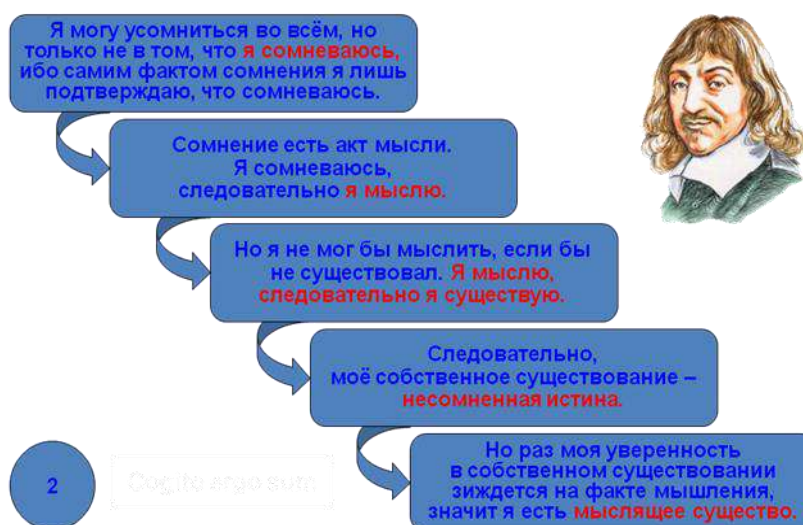 Я могу усомниться во всём, но
только не в том, что я сомневаюсь,
ибо самим фактом сомнения я лишь
подтверждаю, что сомневаюсь.
Сомнение есть акт мысли.
Я сомневаюсь,
следовательно я мыслю.
Но я не мог бы мыслить, если бы
не существовал. Я мыслю,
следовательно я существую.
Следовательно,
моё собственное существование –
несомненная истина.
Но раз моя уверенность
в собственном существовании
зиждется на факте мышления,
значит я есть мыслящее существо.
2
Cogito ergo sum